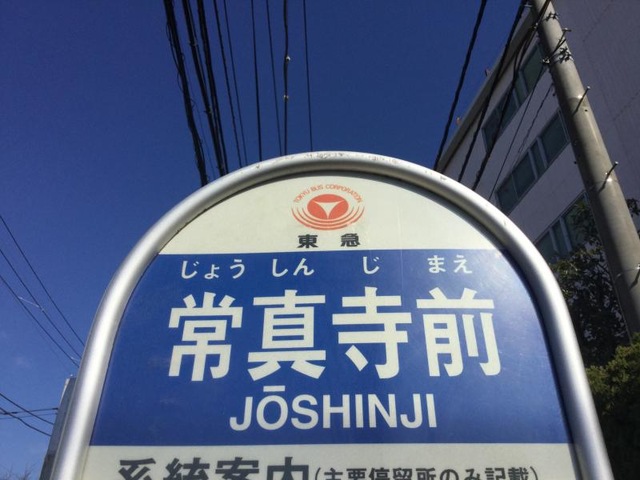 TOKYU BUS CORPORATION
東急
じょうしんじまえ
常真寺前
JŌSHINJI
系統案内(主要停留所のみ記載)